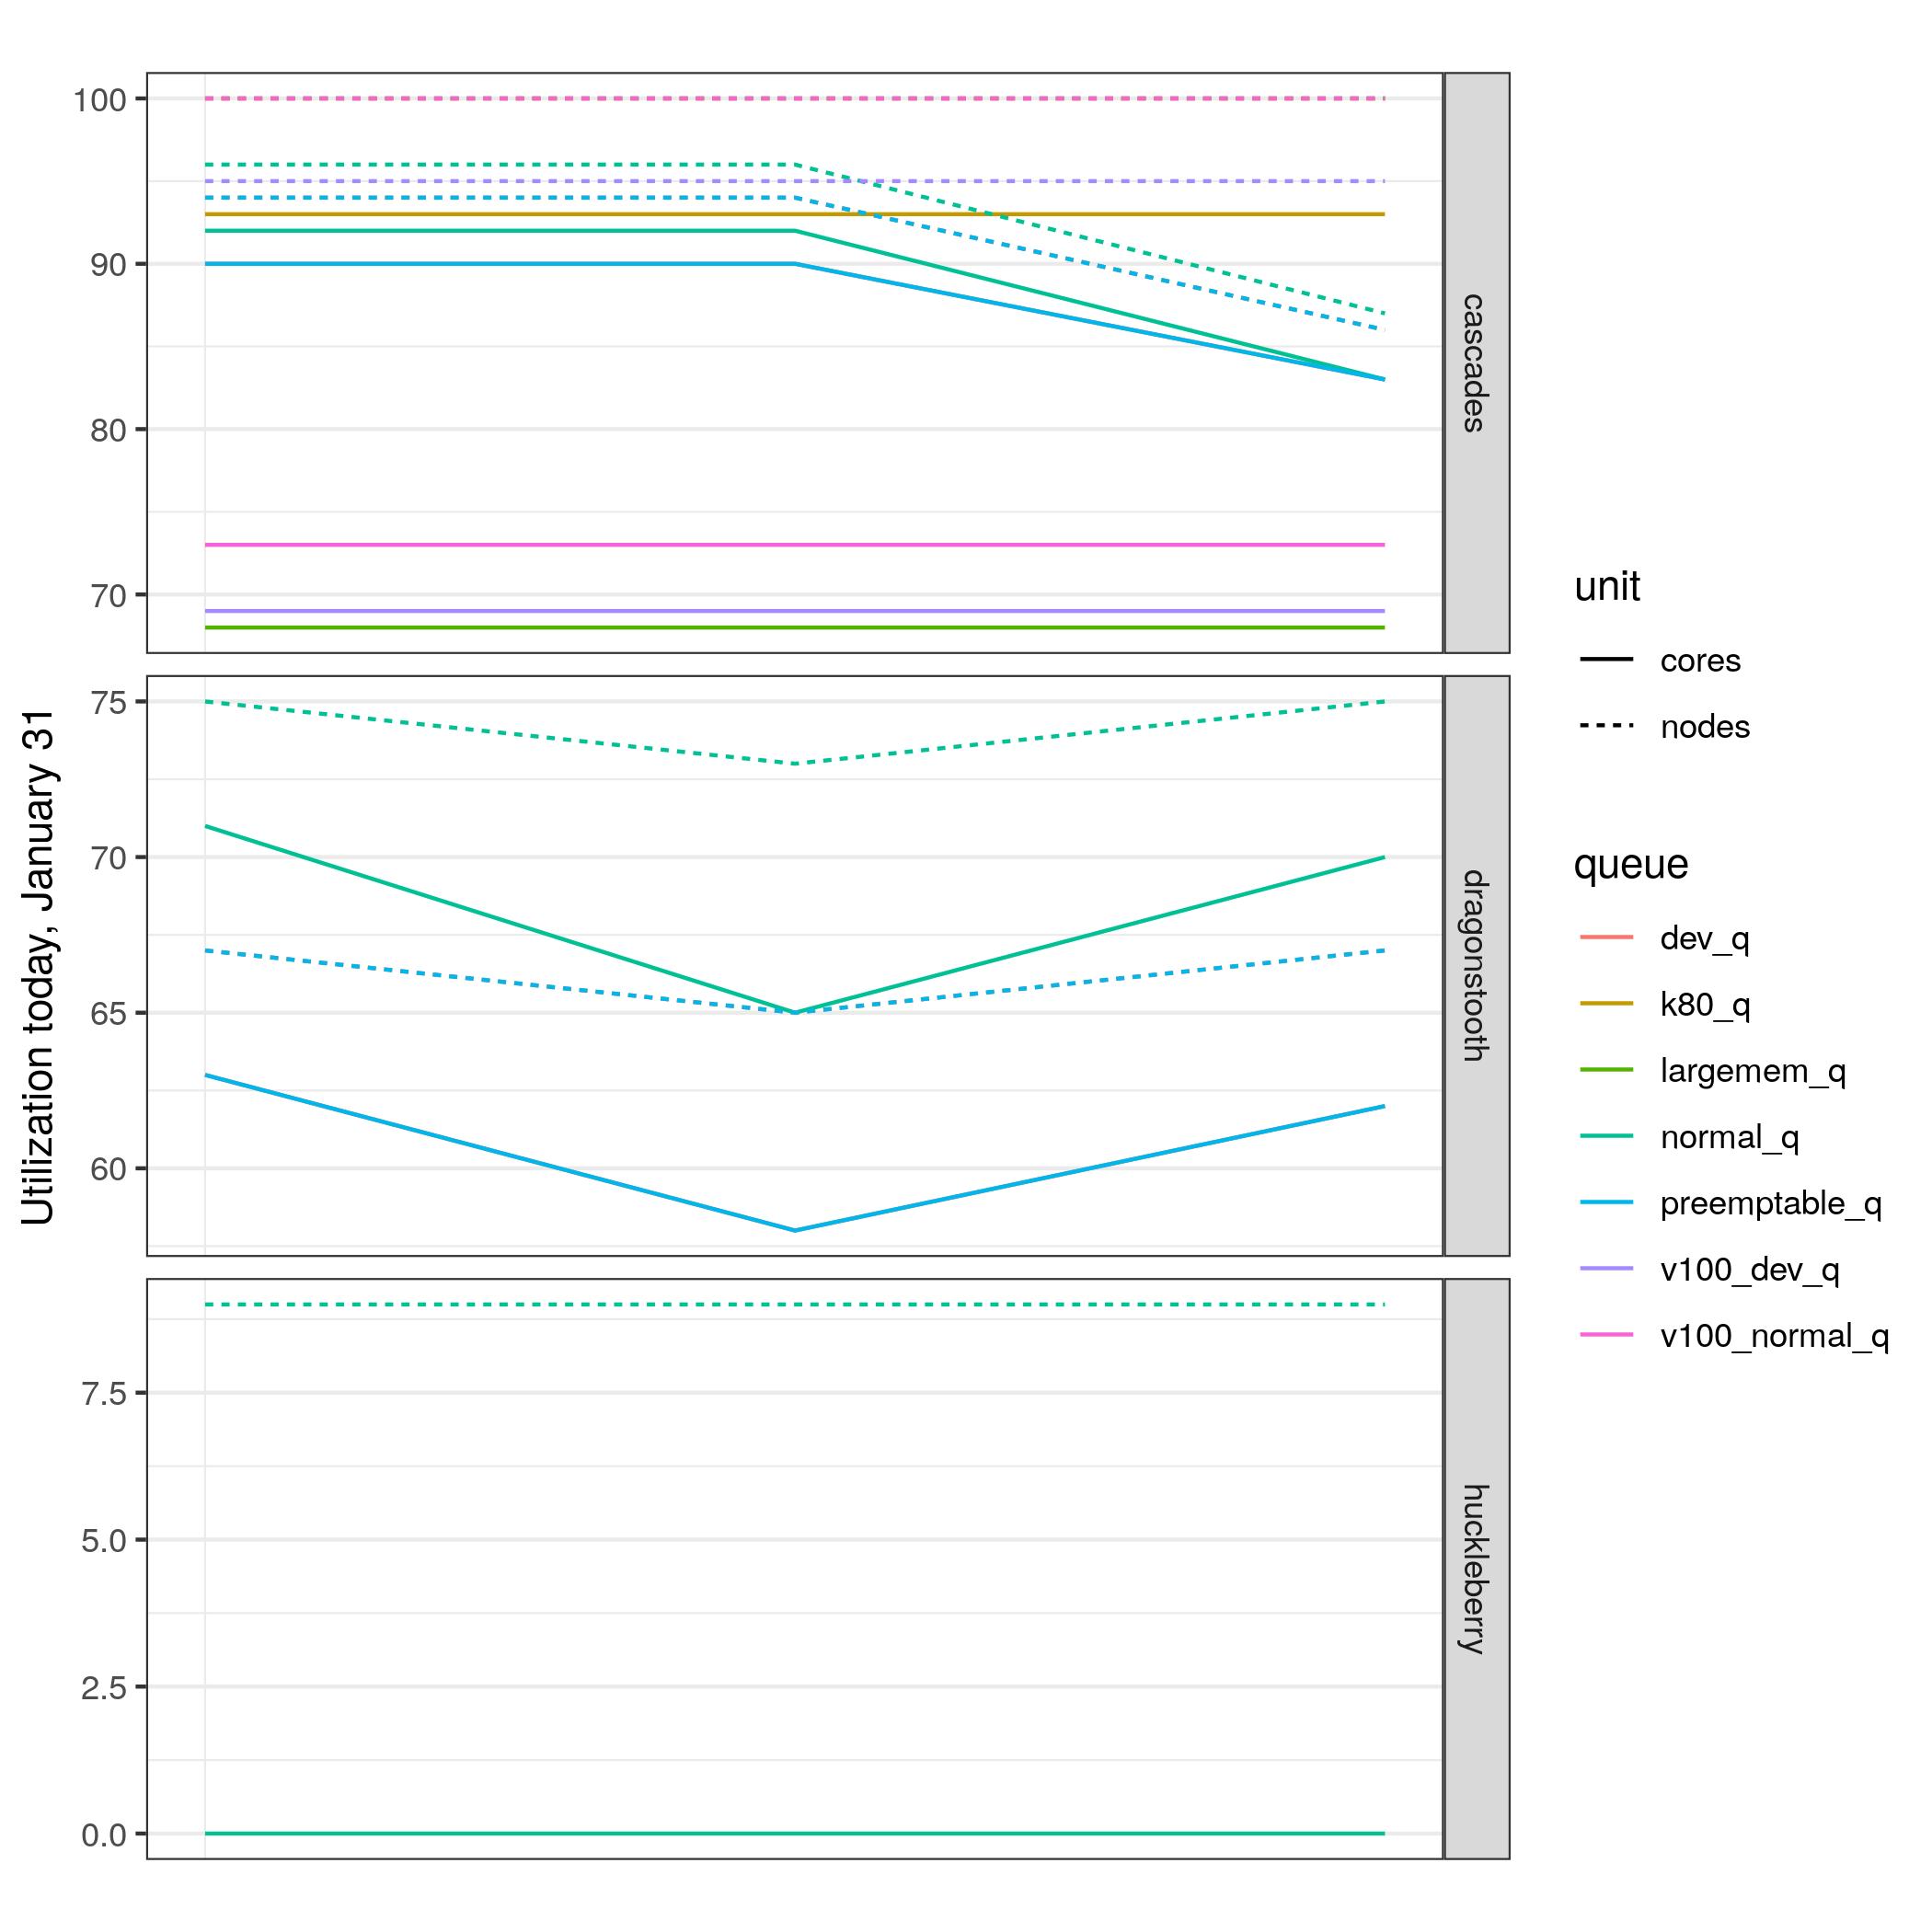 Utilization today, January 31
100
90
80
70
cascades
75
70
65
60
dragonstooth
7.5
5.0
2.5
0.0
huckleberry
unit
cores
nodes
queue
dev_q
k80_q
largemem_q
normal_q
preemptable_q
v100_dev_q
v100_normal_q